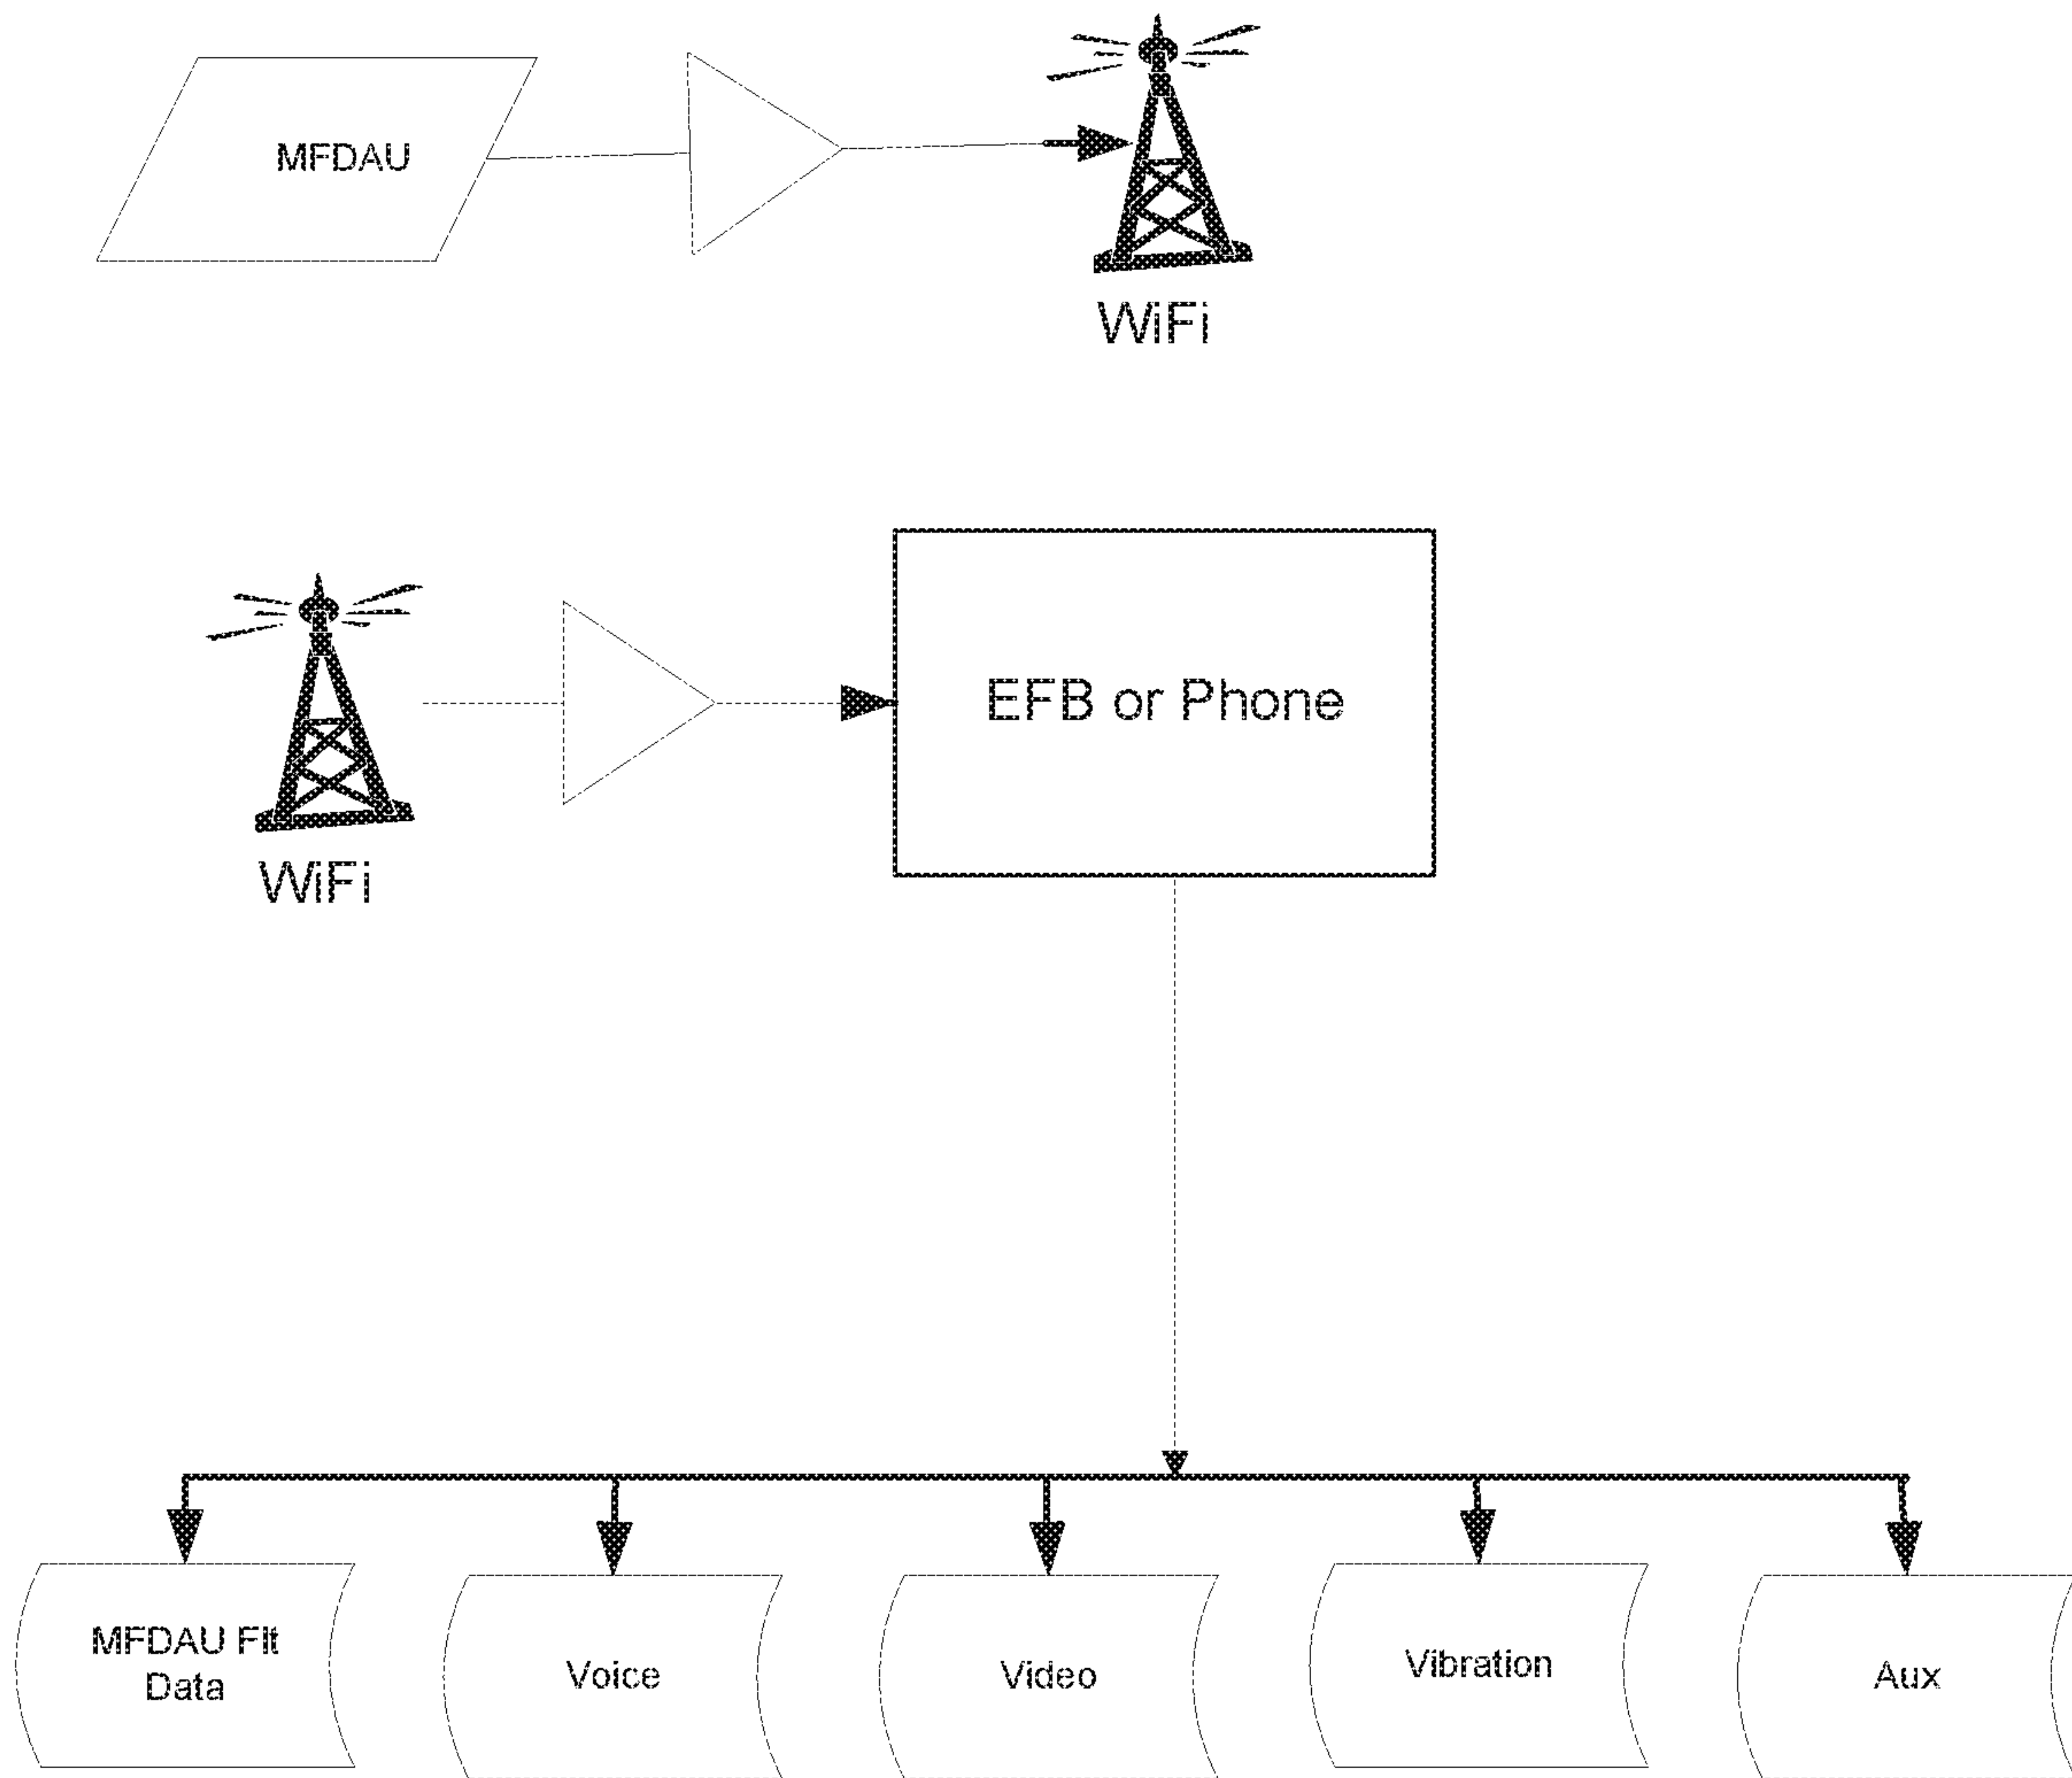 MFDAU
WiFi
EFB or Phone
WiFi
MFDAU Flt
Data
Voice
Video
Vibration
Aux